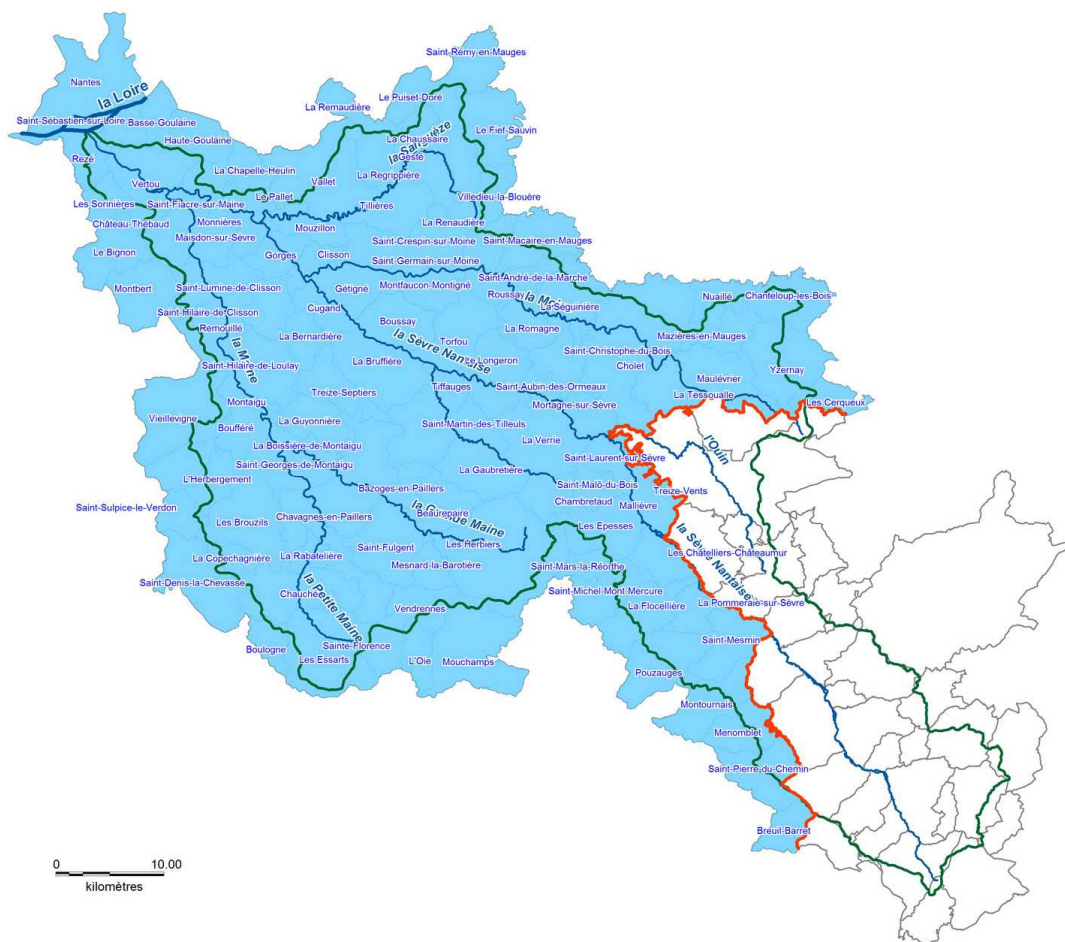 Saint-Rémy-en-Mauges
Nantes
la Loire
Le Puiset-Doré
La Remaudière
Saint-Sébastien-sur-Loire
Basse-Goulaine
Le Fief-Sauvin
Haute-Goulaine
La Chaussaire
la Sanguèze
Gesté
Rezé
La Chapelle-Heulin
La Regrippière
Vallet
Vertou
Le Pallet
Villedieu-la-Blouère
Les Sorinières
Saint-Fiacre-sur-Maine
Tillières
Château-Thébaud
Monnières
Mouzillon
La Renaudière
Maisdon-sur-Sèvre
Saint-Crespin-sur-Moine
Saint-Macaire-en-Mauges
Le Bignon
Gorges
Clisson
Saint-Germain-sur-Moine
Saint-André-de-la-Marche
Montbert
Saint-Lumine-de-Clisson
Gétigné
Montfaucon-Montigné
Roussay
la Moine
La Séguinière
Nuaillé
Chanteloup-les-Bois
Cugand
Saint-Hilaire-de-Clisson
Remouillé
Boussay
La Romagne
Mazières-en-Mauges
La Bernardière
la Sèvre Nantaise
Torfou
la Maine
Saint-Christophe-du-Bois
Le Longeron
La Bruffière
Saint-Hilaire-de-Loulay
Cholet
Yzernay
Maulévrier
Tiffauges
Saint-Aubin-des-Ormeaux
Treize-Septiers
La Tessoualle
Montaigu
Mortagne-sur-Sèvre
Les Cerqueux
Vieillevigne
La Guyonnière
Saint-Martin-des-Tilleuls
Boufféré
La Verrie
l'Ouin
La Boissière-de-Montaigu
Saint-Laurent-sur-Sèvre
Saint-Georges-de-Montaigu
La Gaubretière
L'Herbergement
Saint-Malô-du-Bois
Bazoges-en-Paillers
Treize-Vents
Chambretaud
Mallièvre
Saint-Sulpice-le-Verdon
la Grande Maine
Beaurepaire
Chavagnes-en-Paillers
Les Brouzils
Les Epesses
Les Herbiers
Saint-Fulgent
la Sèvre Nantaise
Les Châtelliers-Châteaumur
La Copechagnière
La Rabatelière
Mesnard-la-Barotière
Saint-Mars-la-Réorthe
Saint-Denis-la-Chevasse
la Petite Maine
Chauché
Saint-Michel-Mont-Mercure
La Pommeraie-sur-Sèvre
La Flocellière
Vendrennes
Saint-Mesmin
Sainte-Florence
Boulogne
Les Essarts
L'Oie
Mouchamps
Pouzauges
Montournais
Menomblet
Saint-Pierre-du-Chemin
Breuil-Barret
0 10.00
kilomètres